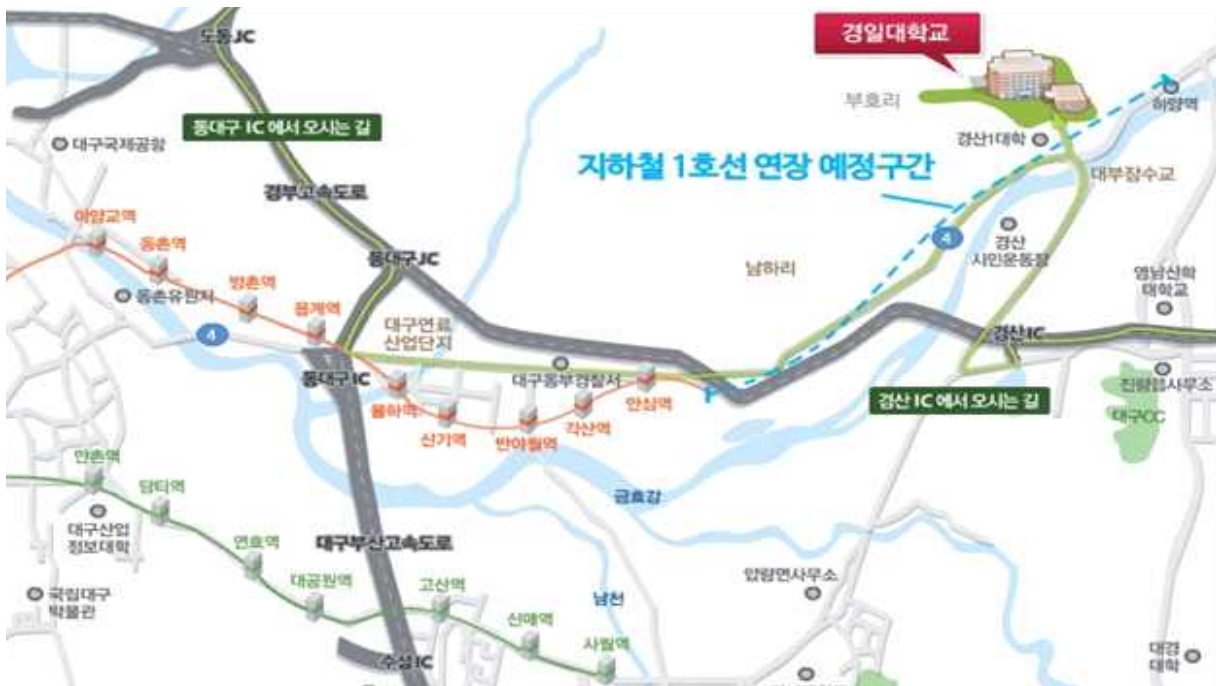 도동 JC
경일대학교
부호리
하양역
동대구 IC 에서 오시는 길
대구국제공항
경산1대학
지하철 1호선 연장 예정구간
대부잠수교
경부고속도로
아양교역
동촌역
4
경산
시민운동장
동대구 JC
남하리
방촌역
동촌유원지
영남신학
대학교
용계역
4
대구연료
산업단지
경산 IC
동대구 IC
대구동부경찰서
진량읍사무소
율하역
안심역
경산 IC 에서 오시는 길
대구CC
신기역
반야월역
각산역
만촌역
담티역
금호강
대구산업
정보대학
연호역
대구부산고속도로
대공원역
고산역
압량면사무소
국립대구
박물관
남천
신매역
사월역
수성 IC
대경
대학